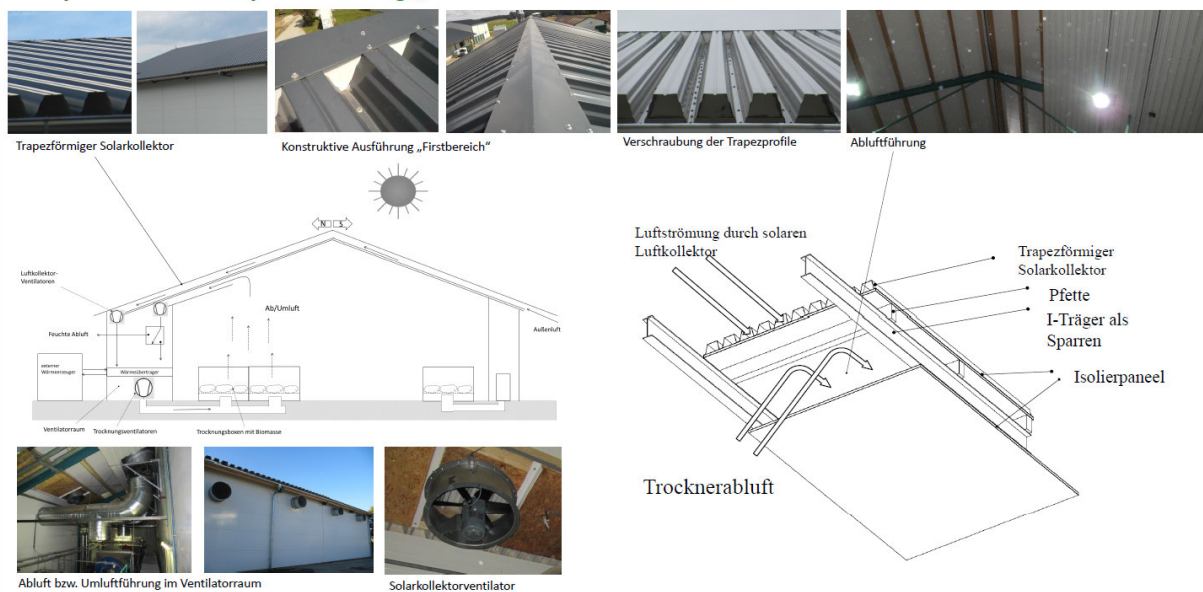 Trapezförmiger Solarkollektor
Konstruktive Ausführung „Firstbereich“
Verschraubung der Trapezprofile
Abluftführung
N S
Luftkollektor-
Ventilatoren
Ab/Umluft
Feuchte Abluft
Außenluft
externer
Wärmeerzeuger
Wärmeübertrager
Ventilatorraum
Trocknungsventilatoren
Trocknungsboxen mit Biomasse
Luftströmung durch solaren
Luftkollektor
Trapezförmiger
Solarkollektor
Pfette
I-Träger als
Sparren
Isolierpaneel
Trocknerabluft
Abluft bzw. Umluftführung im Ventilatorraum
Solarkollektorventilator